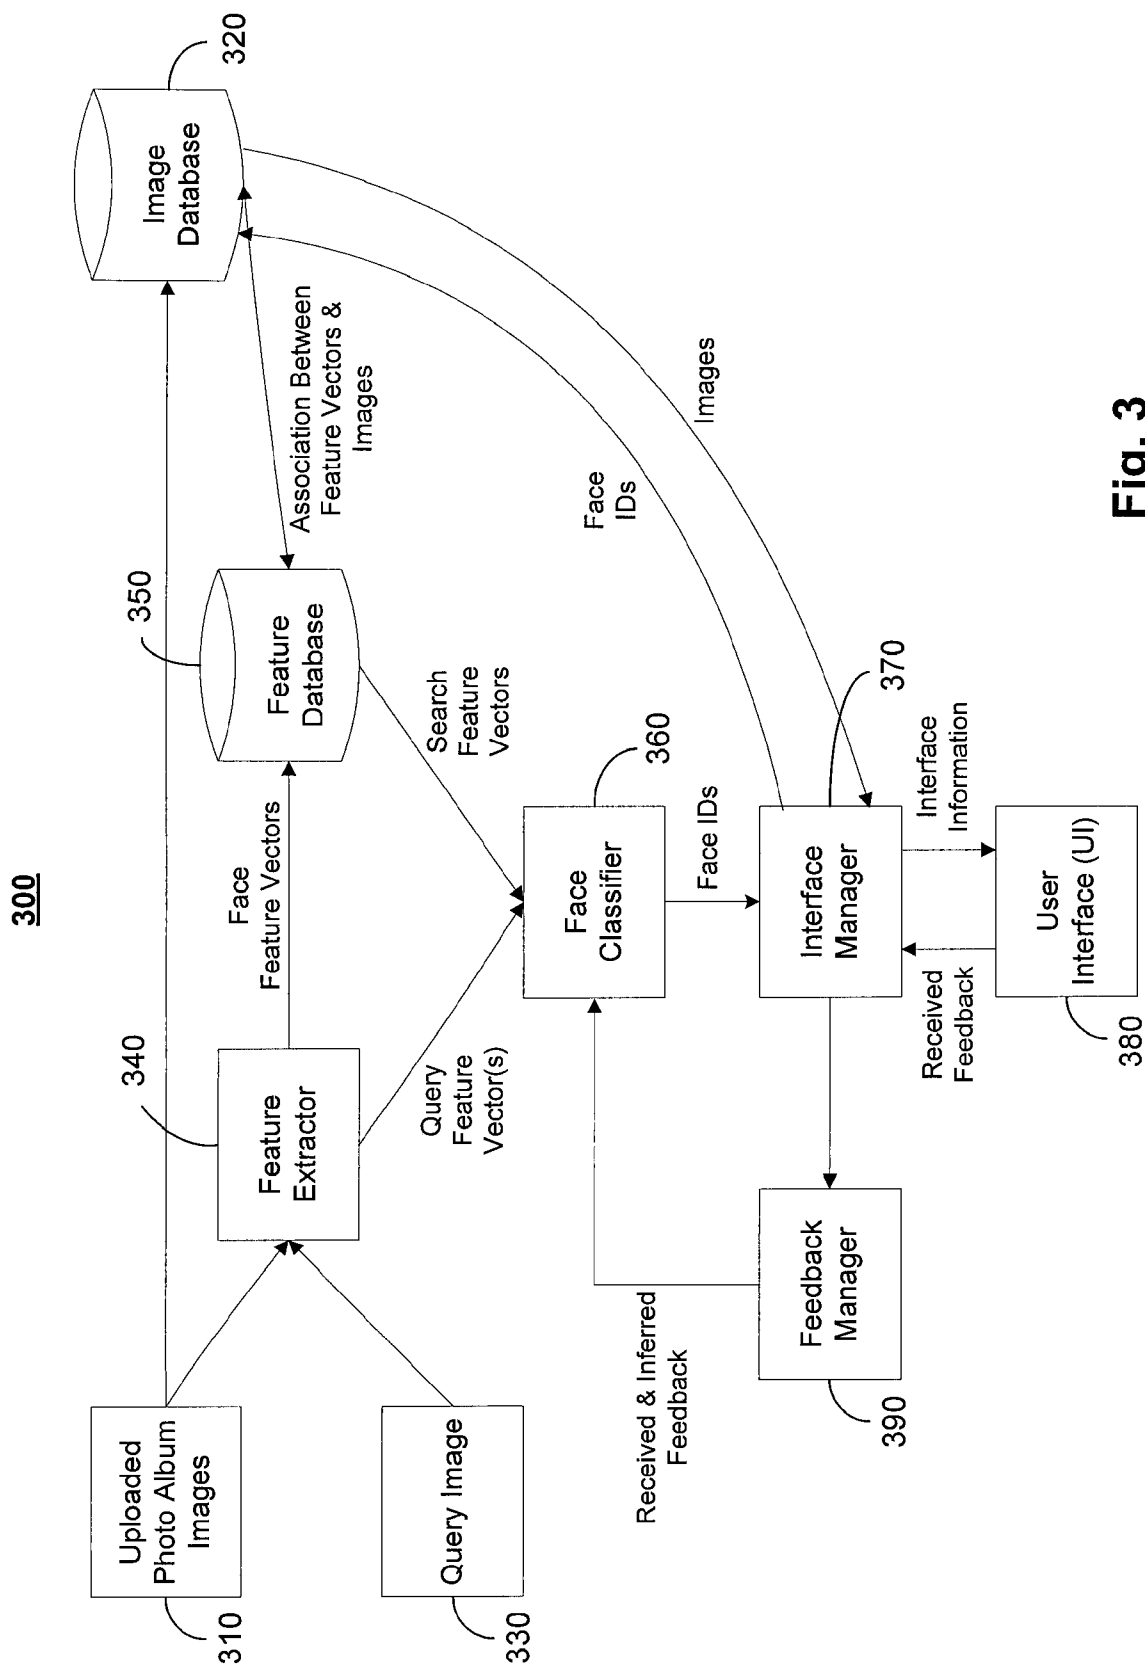 300
320
Image
Database
350
Feature
Database
Association Between
Feature Vectors &
Images
340
Feature
Extractor
Face
Feature Vectors
Search
Feature
Vectors
Query
Feature
Vector(s)
310
Uploaded
Photo Album
Images
330
Query Image
360
Face
Classifier
Face IDs
Face
IDs
Images
370
Interface
Manager
Interface
Information
Received
Feedback
380
User
Interface (UI)
390
Feedback
Manager
Received & Inferred
Feedback
Fig. 3